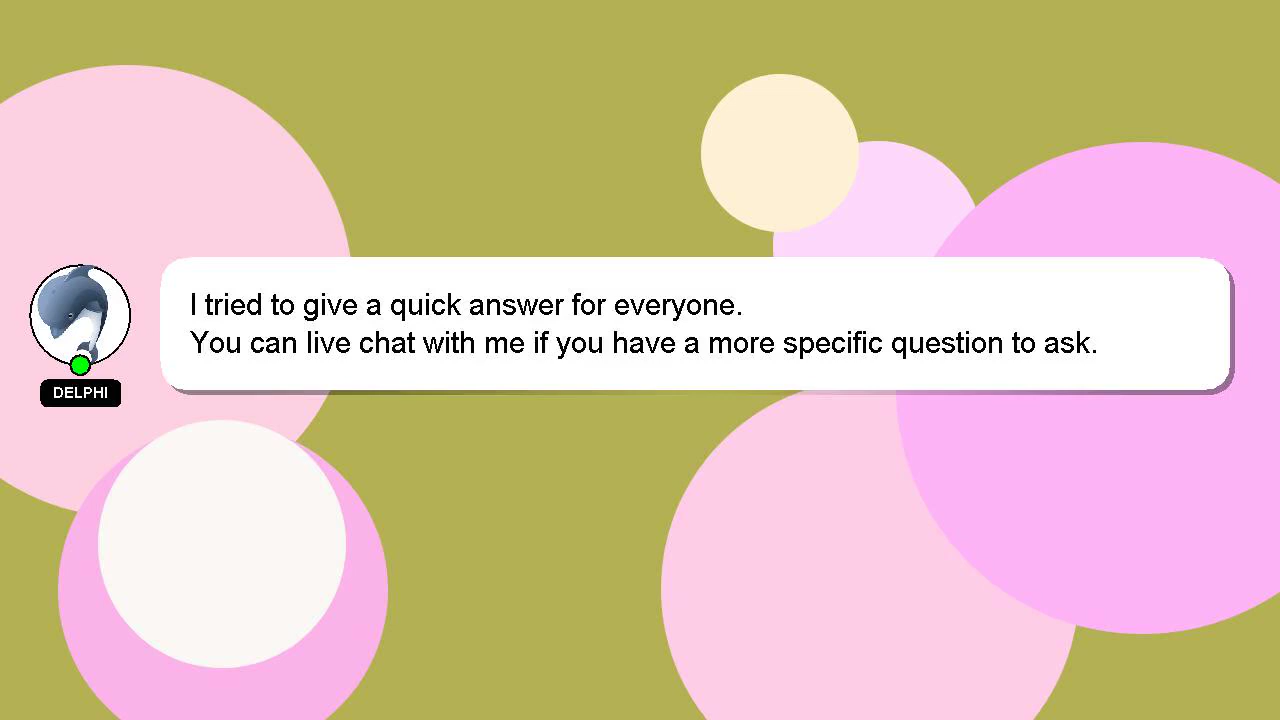 I tried to give a quick answer for everyone.
You can live chat with me if you have a more specific question to ask.
DELPHI